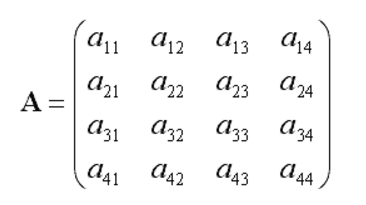 a₁₁ a₁₂ a₁₃ a₁₄
a₂₁ a₂₂ a₂₃ a₂₄
A =
a₃₁ a₃₂ a₃₃ a₃₄
a₄₁ a₄₂ a₄₃ a₄₄